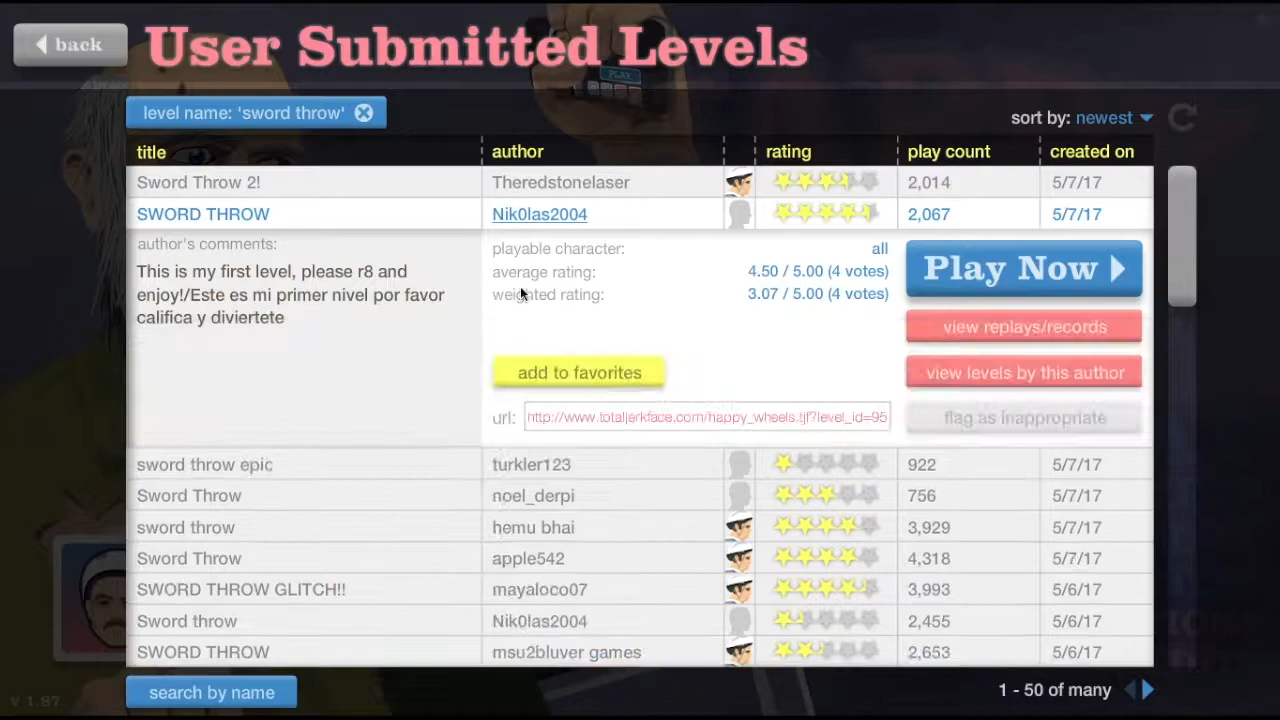 back
User Submitted Levels
PLAY
level name: 'sword throw'
sort by: newest
title author rating play count created on
Sword Throw 2! Theredstonelaser 2,014 5/7/17
SWORD THROW Nik0las2004 2,067 5/7/17
author's comments:
This is my first level, please r8 and
enjoy!/Este es mi primer nivel por favor
califica y diviertete
playable character: all
average rating: 4.50 / 5.00 (4 votes)
weighted rating: 3.07 / 5.00 (4 votes)
add to favorites
url: http://www.totaljerkface.com/happy_wheels.tjf?level_id=95
Play Now
view replays/records
view levels by this author
flag as inappropriate
sword throw epic turkler123 922 5/7/17
Sword Throw noel_derpi 756 5/7/17
sword throw hemu bhai 3,929 5/7/17
Sword Throw apple542 4,318 5/7/17
SWORD THROW GLITCH!! mayaloco07 3,993 5/6/17
Sword throw Nik0las2004 2,455 5/6/17
SWORD THROW msu2bluver games 2,653 5/6/17
search by name
1 - 50 of many
v 1.87